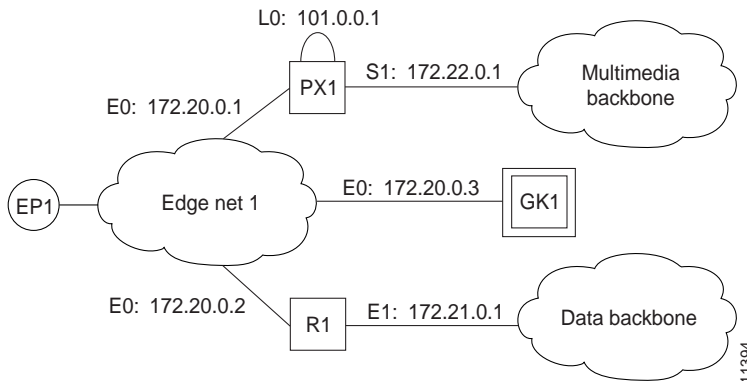 L0: 101.0.0.1
PX1
S1: 172.22.0.1
Multimedia
backbone
E0: 172.20.0.1
EP1
Edge net 1
E0: 172.20.0.3
GK1
E0: 172.20.0.2
R1
E1: 172.21.0.1
Data backbone
11394